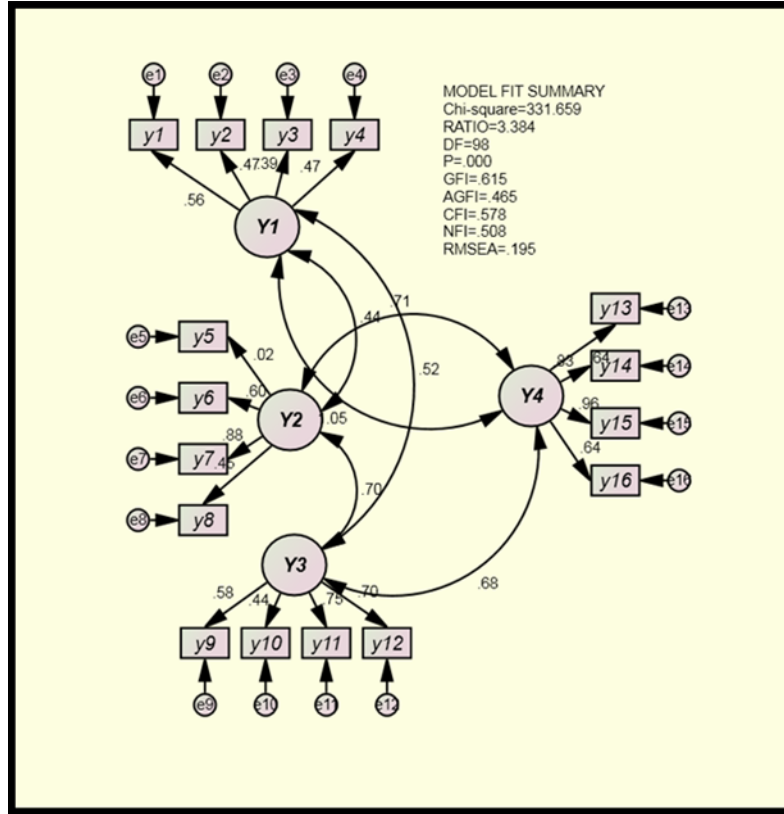 e1 e2 e3 e4
MODEL FIT SUMMARY
Chi-square=331.659
RATIO=3.384
DF=98
P=.000
GFI=.615
AGFI=.465
CFI=.578
NFI=.508
RMSEA=.195
y1 y2 y3 y4
.56 .47 .39 .47
Y1
.71
.44
.52
e5 y5
.02
e6 y6
.60
Y2
1.05
e7 y7
.88
.45
e8 y8
y13 e13
.93 .64
y14 e14
Y4
.96
y15 e15
.64
y16 e16
.70
Y3
.68
.58 .44 .75 .70
y9 y10 y11 y12
e9 e10 e11 e12